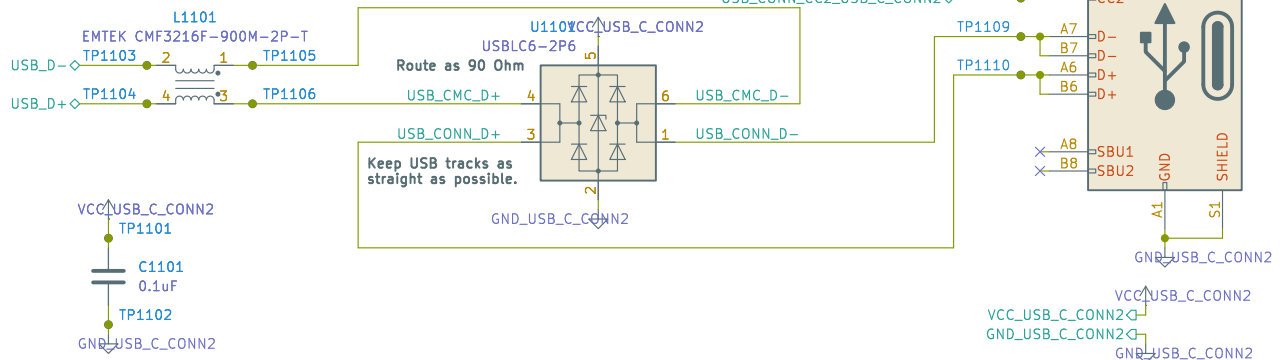 USB_CONN_CC2_USB_C_CONN2
CC2
L1101
EMTEK CMF3216F-900M-2P-T
TP1103
2
1
TP1105
USB_D-
TP1104
4
3
TP1106
USB_D+
VCC_USB_C_CONN2
USBLC6-2P6
Route as 90 Ohm
5
USB_CMC_D+
4
6
USB_CMC_D-
USB_CONN_D+
3
1
USB_CONN_D-
Keep USB tracks as
straight as possible.
2
GND_USB_C_CONN2
TP1109
A7
D-
B7
D-
TP1110
A6
D+
B6
D+
A8
SBU1
B8
SBU2
GND
SHIELD
A1
S1
GND_USB_C_CONN2
VCC_USB_C_CONN2
TP1101
C1101
0.1uF
TP1102
GND_USB_C_CONN2
VCC_USB_C_CONN2
VCC_USB_C_CONN2
GND_USB_C_CONN2
GND_USB_C_CONN2